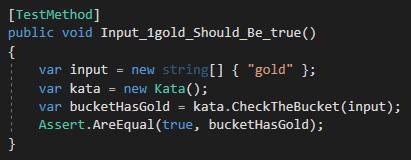 [TestMethod]
public void Input_1gold_Should_Be_true()
{
    var input = new string[] { "gold" };
    var kata = new Kata();
    var bucketHasGold = kata.CheckTheBucket(input);
    Assert.AreEqual(true, bucketHasGold);
}